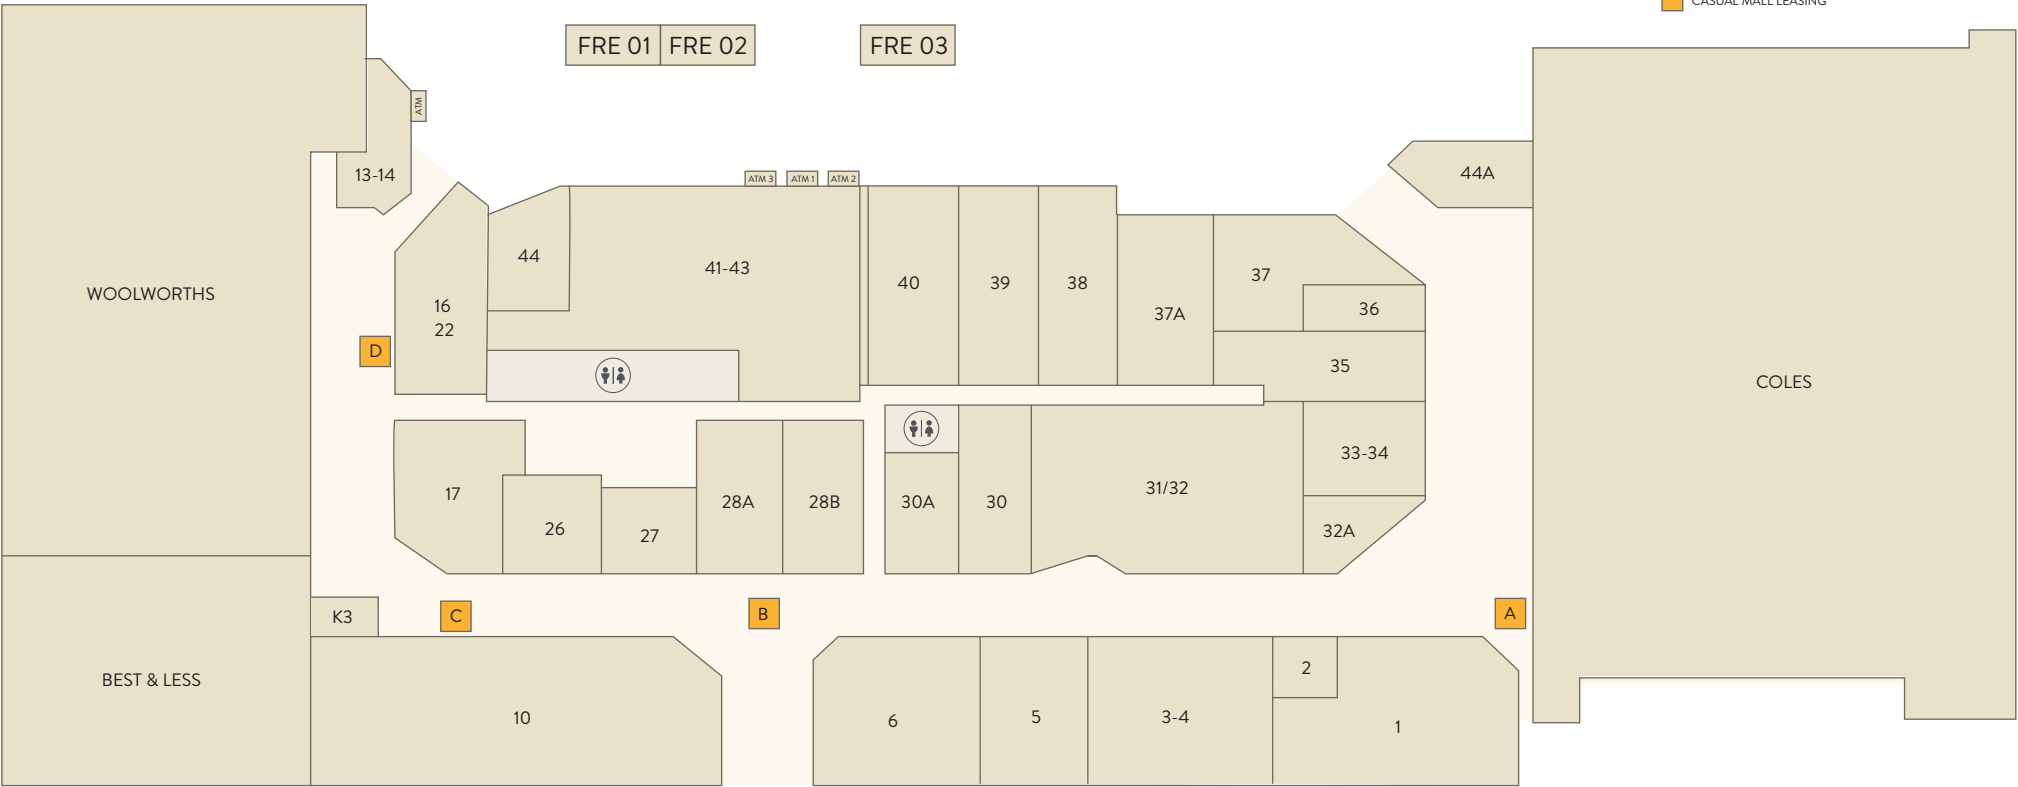 CASUAL MALL LEASING
FRE 01
FRE 02
FRE 03
ATM
13-14
44A
ATM 3
ATM 1
ATM 2
WOOLWORTHS
16
22
44
41-43
40
39
38
37A
37
36
35
COLES
D
17
26
27
28A
28B
30A
30
31/32
33-34
32A
K3
C
B
A
BEST & LESS
10
6
5
3-4
2
1